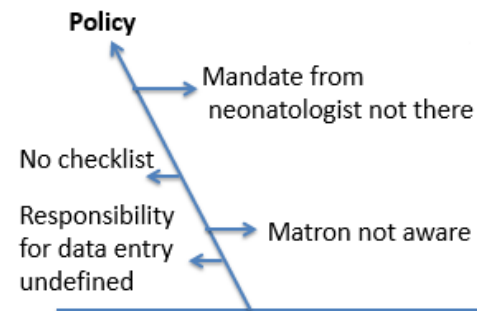 Policy
Mandate from
neonatologist not there
No checklist
Responsibility
for data entry
undefined
Matron not aware